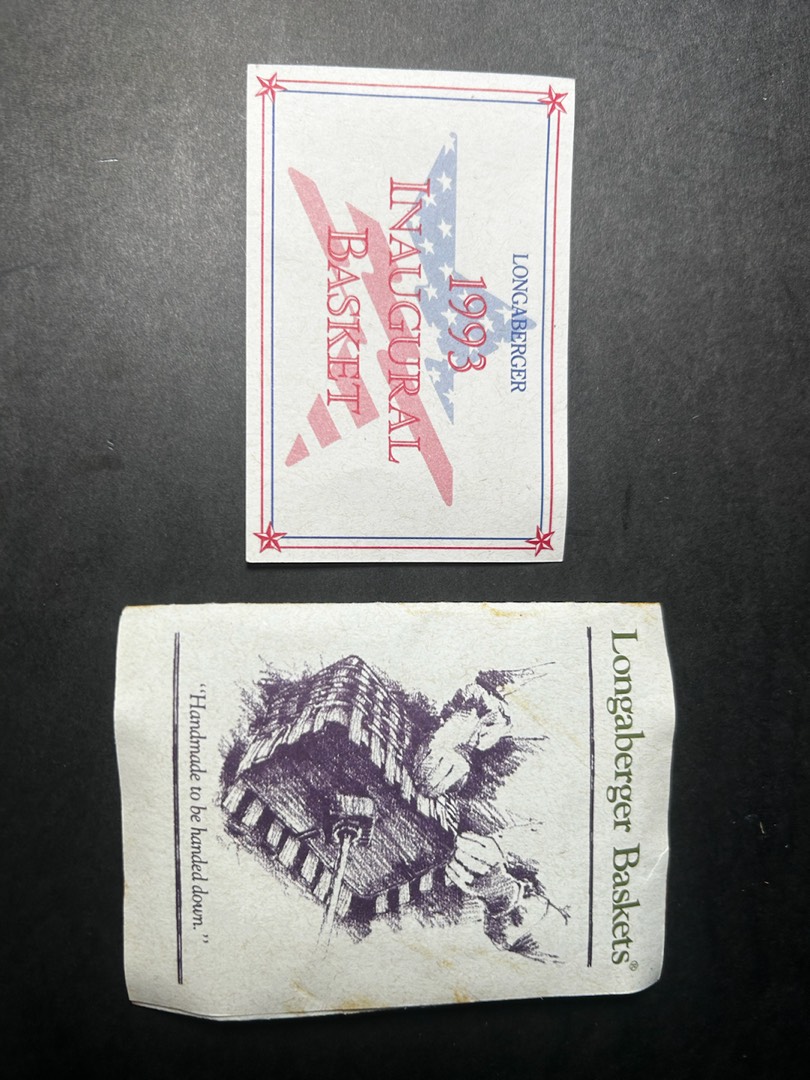 LONGABERGER
1993
INAUGURAL
BASKET
Longaberger Baskets®
“Handmade to be handed down.”